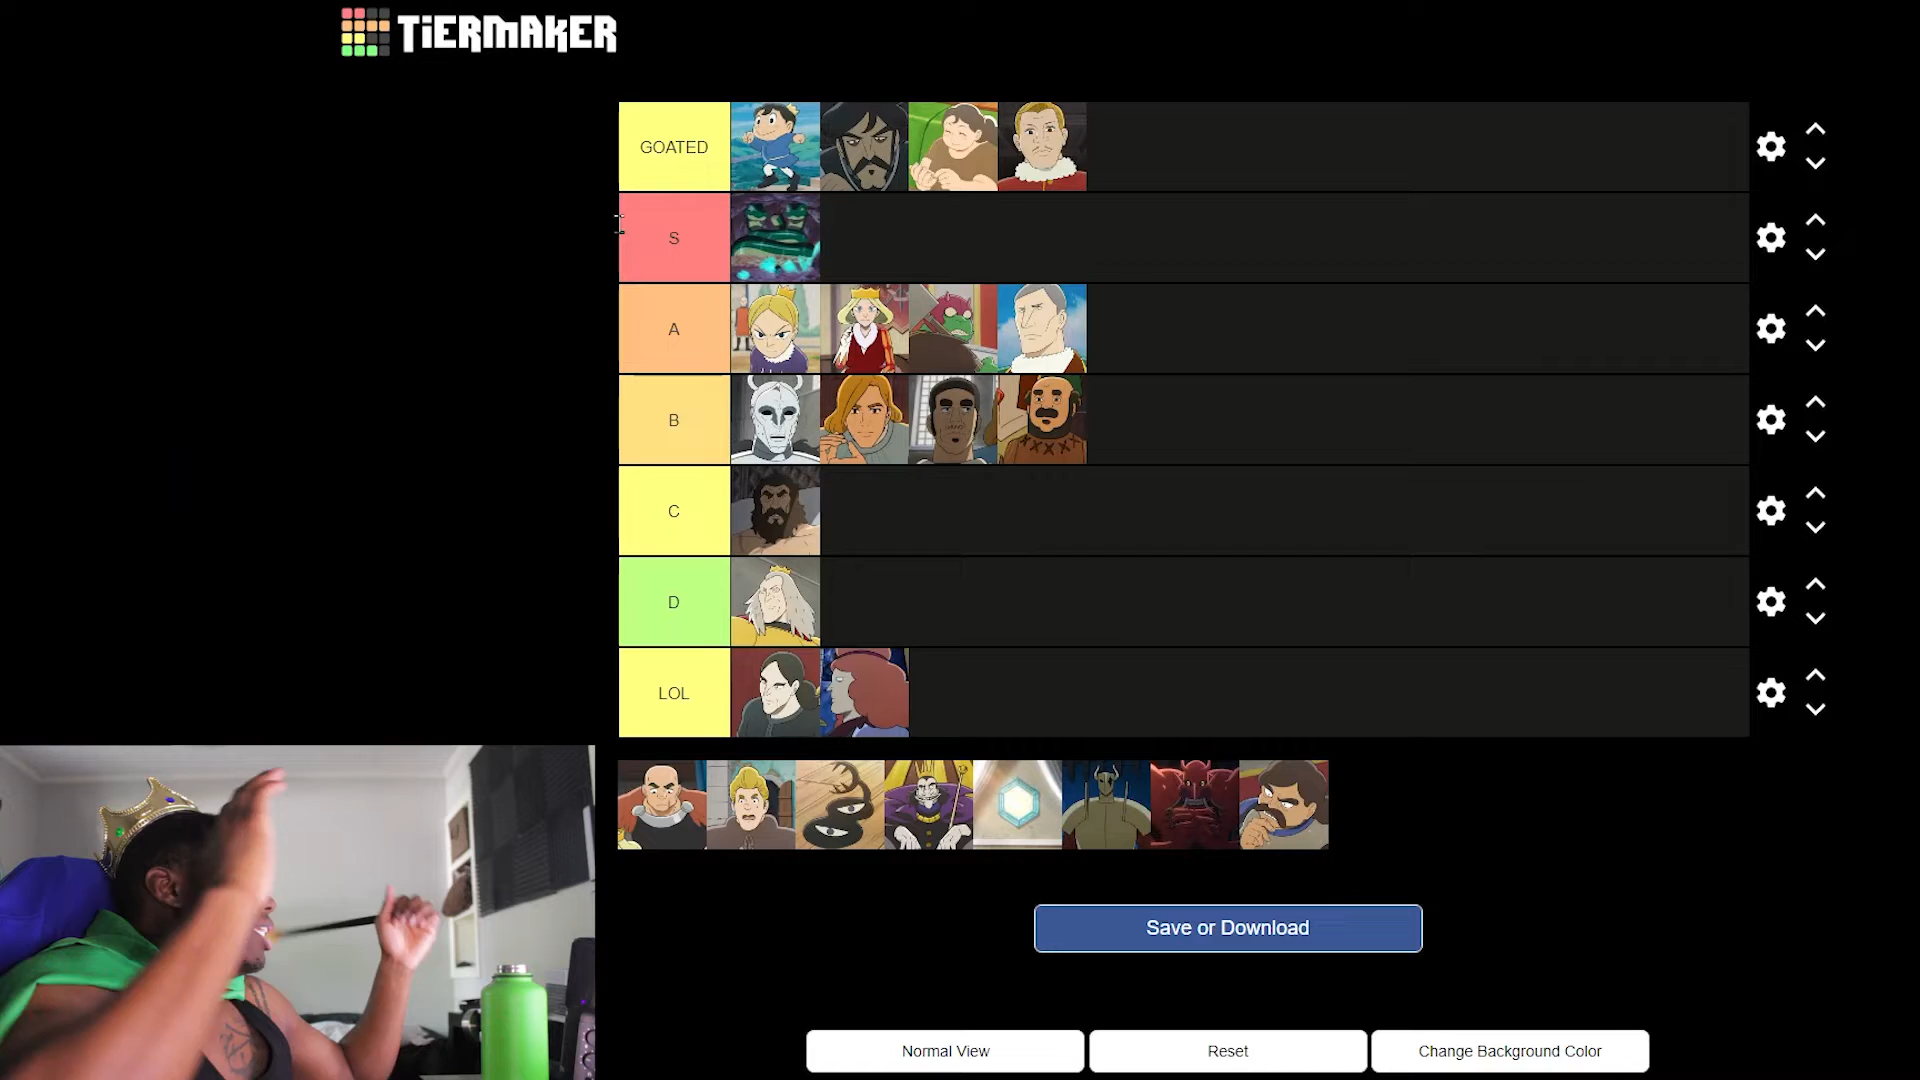 TiERMAKER
GOATED
S
A
B
C
D
LOL
Save or Download
Normal View
Reset
Change Background Color